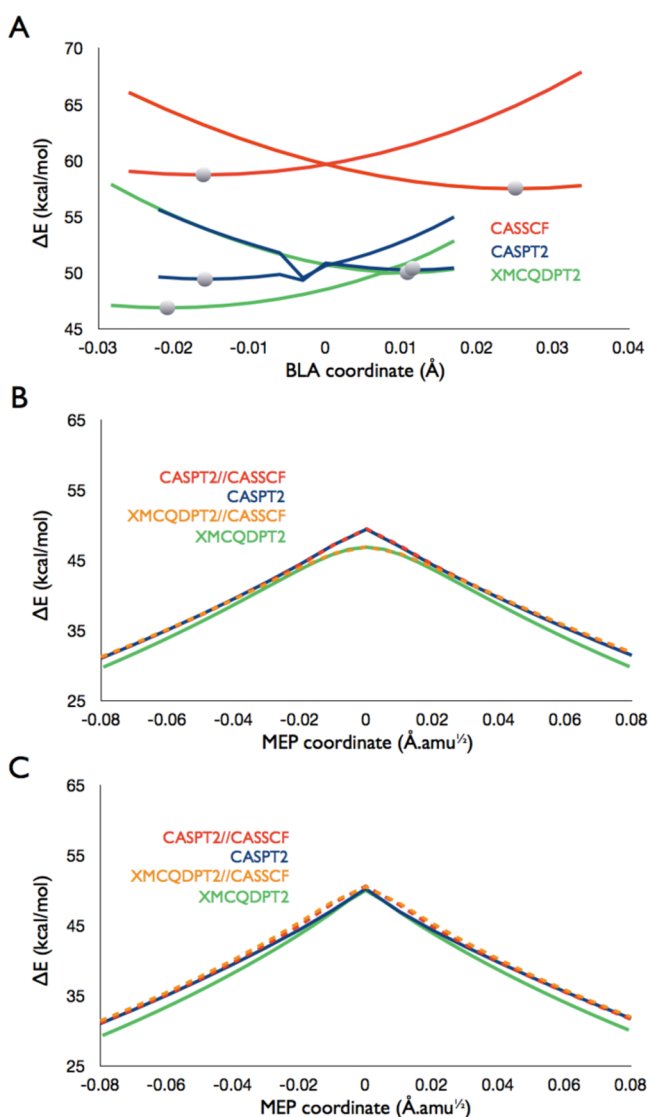 A
70
65
60
55
50
45
ΔE (kcal/mol)
CASSCF
CASPT2
XMCQDPT2
-0.03 -0.02 -0.01 0 0.01 0.02 0.03 0.04
BLA coordinate (Å)
B
65
55
45
35
25
ΔE (kcal/mol)
CASPT2//CASSCF
CASPT2
XMCQDPT2//CASSCF
XMCQDPT2
-0.08 -0.06 -0.04 -0.02 0 0.02 0.04 0.06 0.08
MEP coordinate (Å.amu½)
C
65
55
45
35
25
ΔE (kcal/mol)
CASPT2//CASSCF
CASPT2
XMCQDPT2//CASSCF
XMCQDPT2
-0.08 -0.06 -0.04 -0.02 0 0.02 0.04 0.06 0.08
MEP coordinate (Å.amu½)